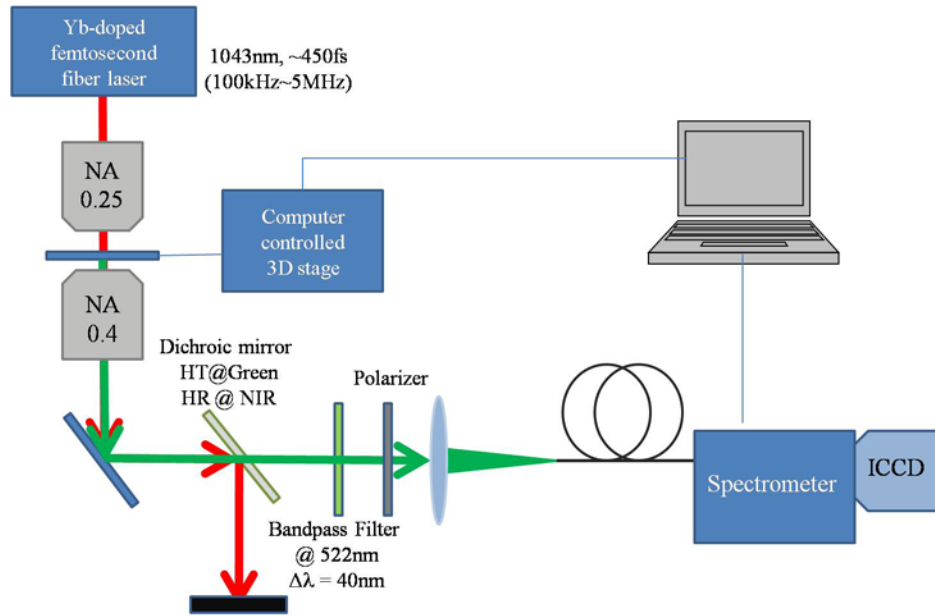 Yb-doped
femtosecond
fiber laser
1043nm, ~450fs
(100kHz~5MHz)
NA
0.25
Computer
controlled
3D stage
NA
0.4
Dichroic mirror
HT@Green
HR @ NIR
Polarizer
Spectrometer
ICCD
Bandpass Filter
@ 522nm
Δλ = 40nm